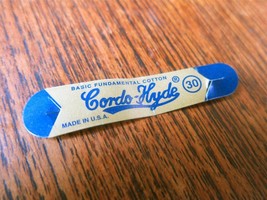 BASIC FUNDAMENTAL COTTON
Cordo-Hyde®
30
MADE IN U.S.A.